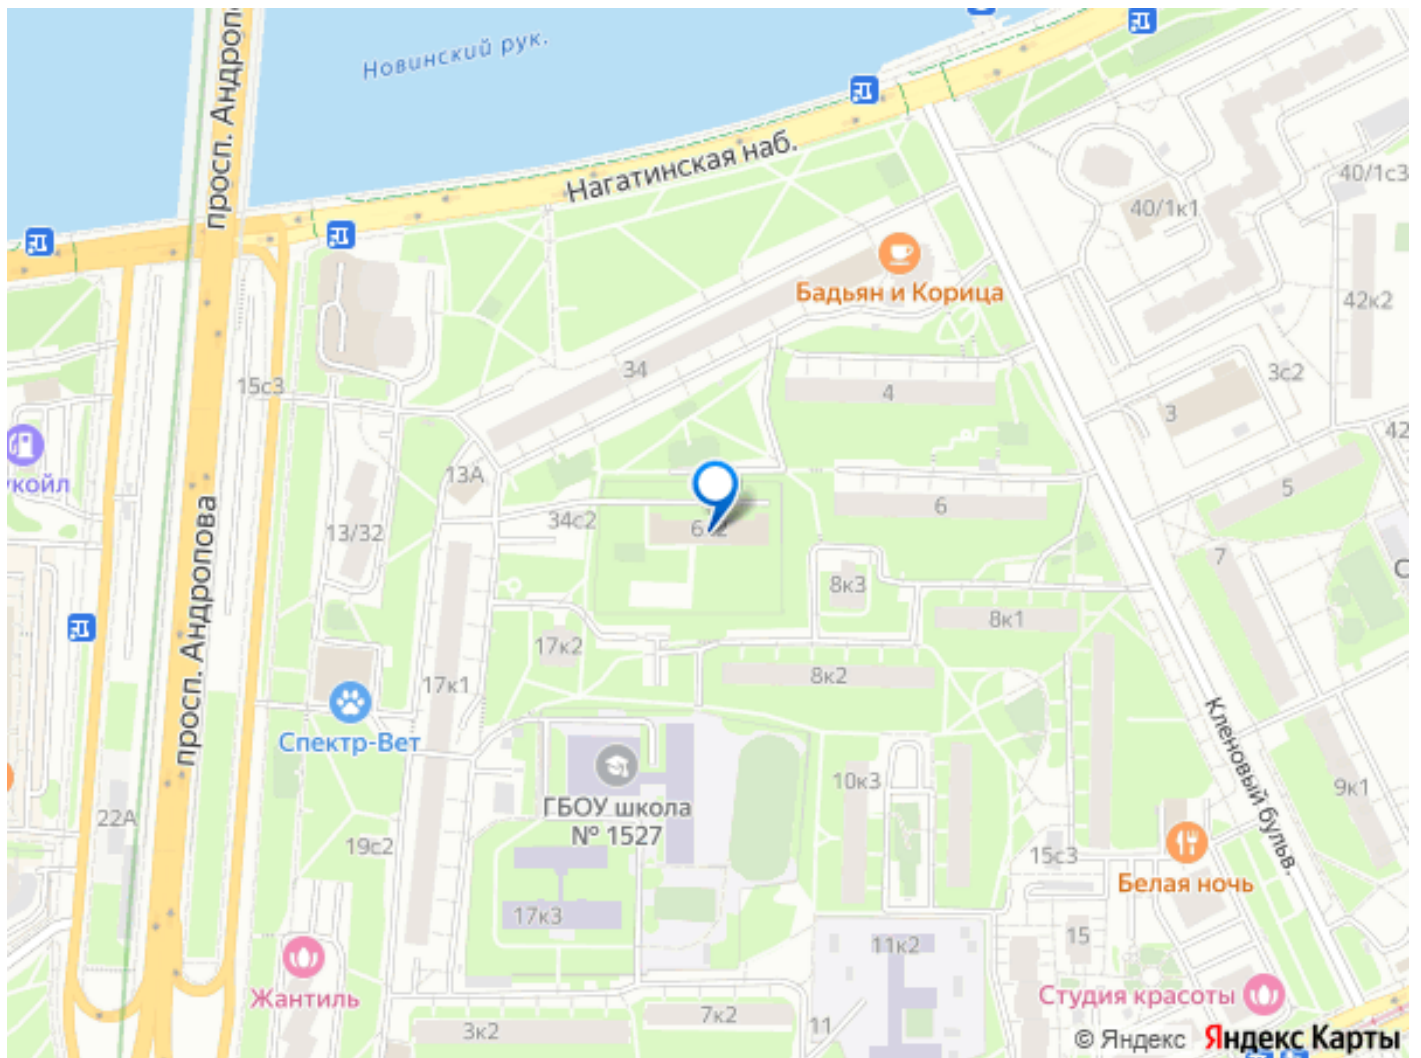 Новинский рук.
просп. Андропо
Нагатинская наб.
40/1с3
40/1к1
Бадьян и Корица
42к2
34
3с2
15с3
4
3
42
13А
укойл
5
6
34с2
6к2
13/32
просп. Андропова
7
С
8к3
8к1
17к2
8к2
17к1
Кленовый бульв.
Спектр-Вет
10к3
9к1
ГБОУ школа
№ 1527
22А
19с2
15с3
Белая ночь
17к3
15
11к2
Жантиль
Студия красоты
7к2
11
3к2
© Яндекс Яндекс Карты